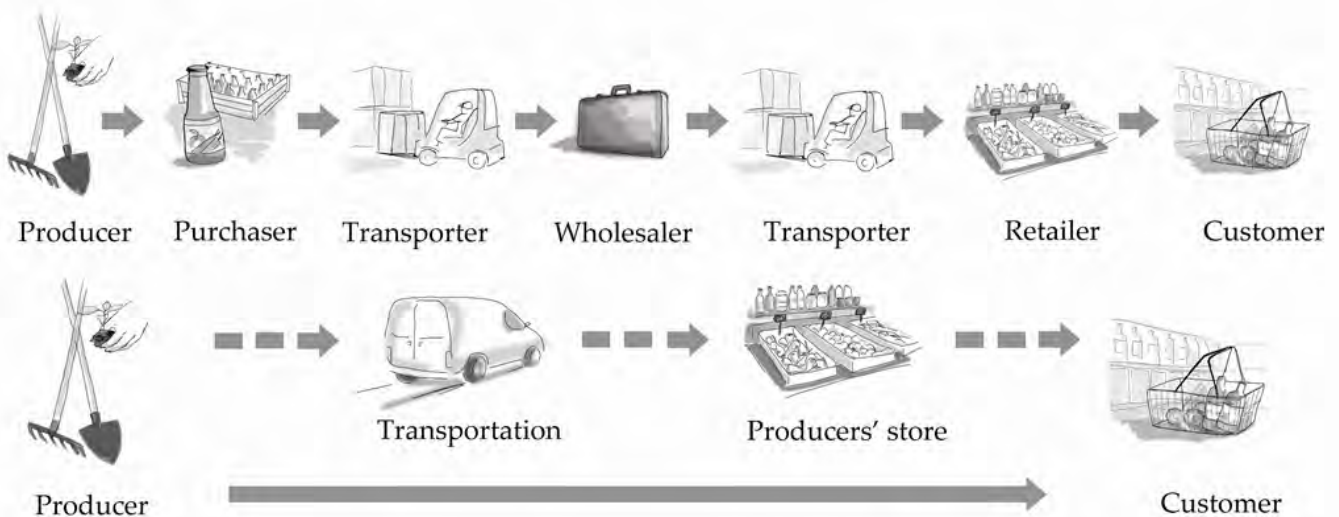 Producer Purchaser Transporter Wholesaler Transporter Retailer Customer
Transportation Producers' store
Producer Customer